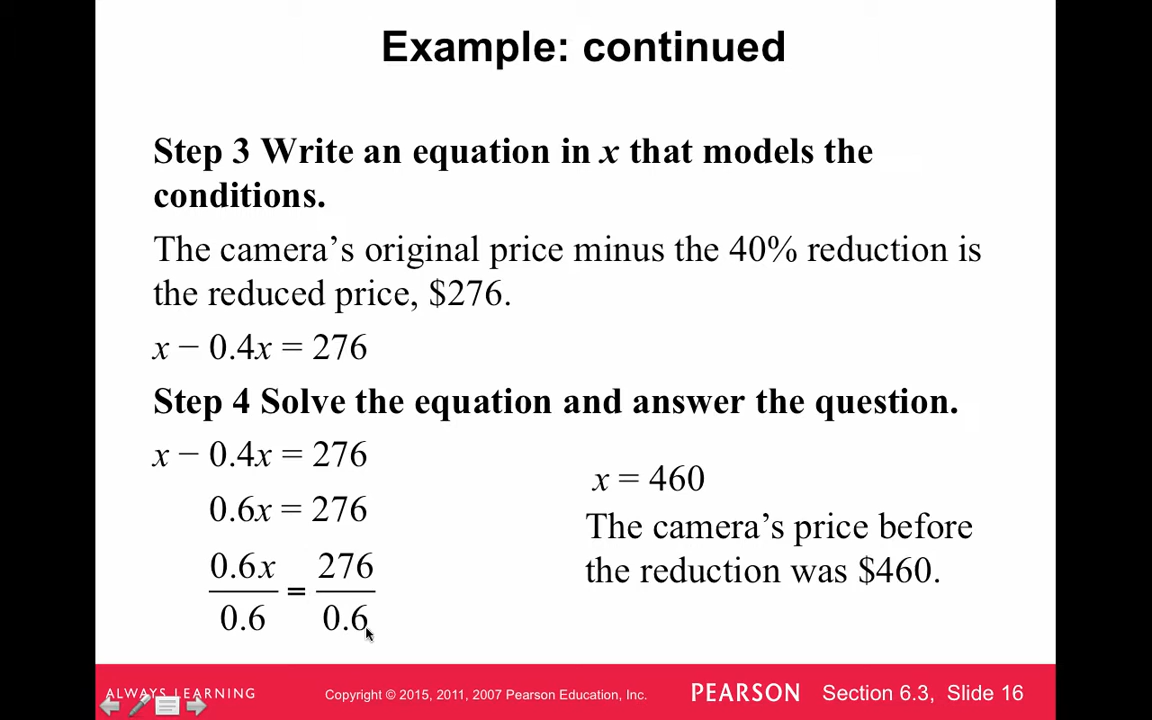 Example: continued
Step 3 Write an equation in x that models the
conditions.
The camera’s original price minus the 40% reduction is
the reduced price, $276.
x − 0.4x = 276
Step 4 Solve the equation and answer the question.
x − 0.4x = 276
0.6x = 276
0.6x/0.6 = 276/0.6
x = 460
The camera’s price before
the reduction was $460.
ALWAYS LEARNING
Copyright © 2015, 2011, 2007 Pearson Education, Inc.
PEARSON
Section 6.3, Slide 16